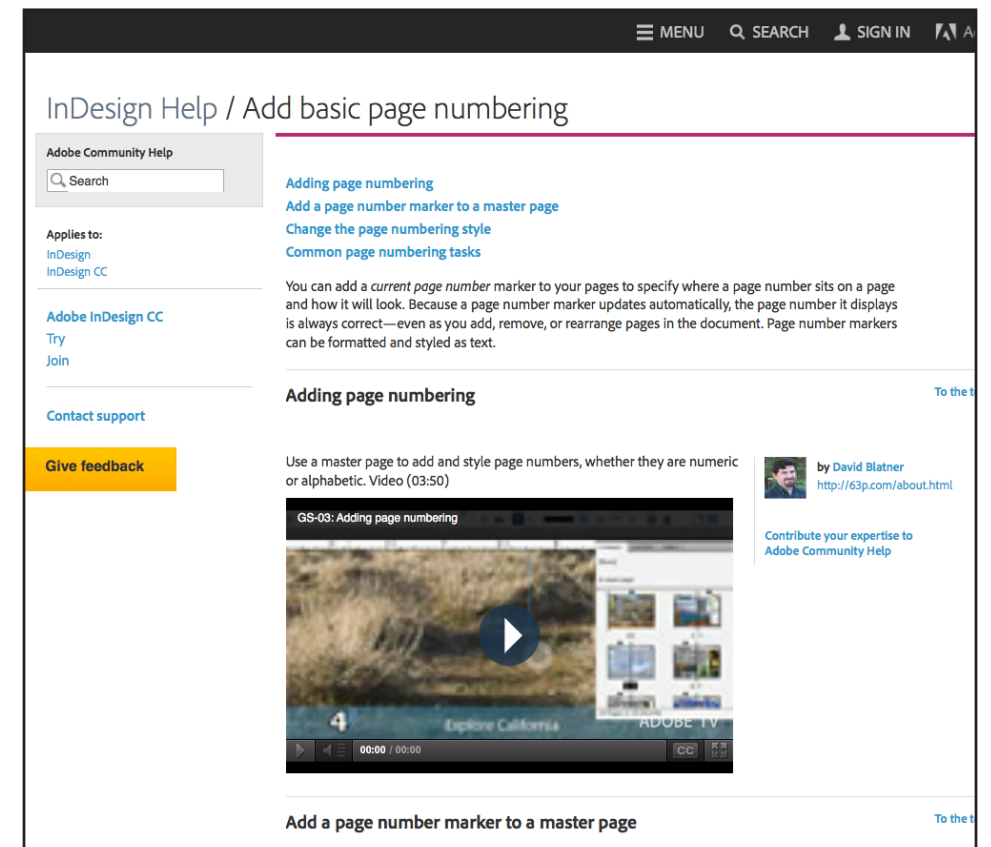 MENU SEARCH SIGN IN A
InDesign Help / Add basic page numbering
Adobe Community Help
Search
Applies to:
InDesign
InDesign CC
Adobe InDesign CC
Try
Join
Contact support
Give feedback
Adding page numbering
Add a page number marker to a master page
Change the page numbering style
Common page numbering tasks
You can add a current page number marker to your pages to specify where a page number sits on a page
and how it will look. Because a page number marker updates automatically, the page number it displays
is always correct—even as you add, remove, or rearrange pages in the document. Page number markers
can be formatted and styled as text.
Adding page numbering
To the t
Use a master page to add and style page numbers, whether they are numeric
or alphabetic. Video (03:50)
GS-03: Adding page numbering
4 Explore California
ADOBE TV
00:00 / 00:00 CC
by David Blatner
http://63p.com/about.html
Contribute your expertise to
Adobe Community Help
Add a page number marker to a master page
To the t